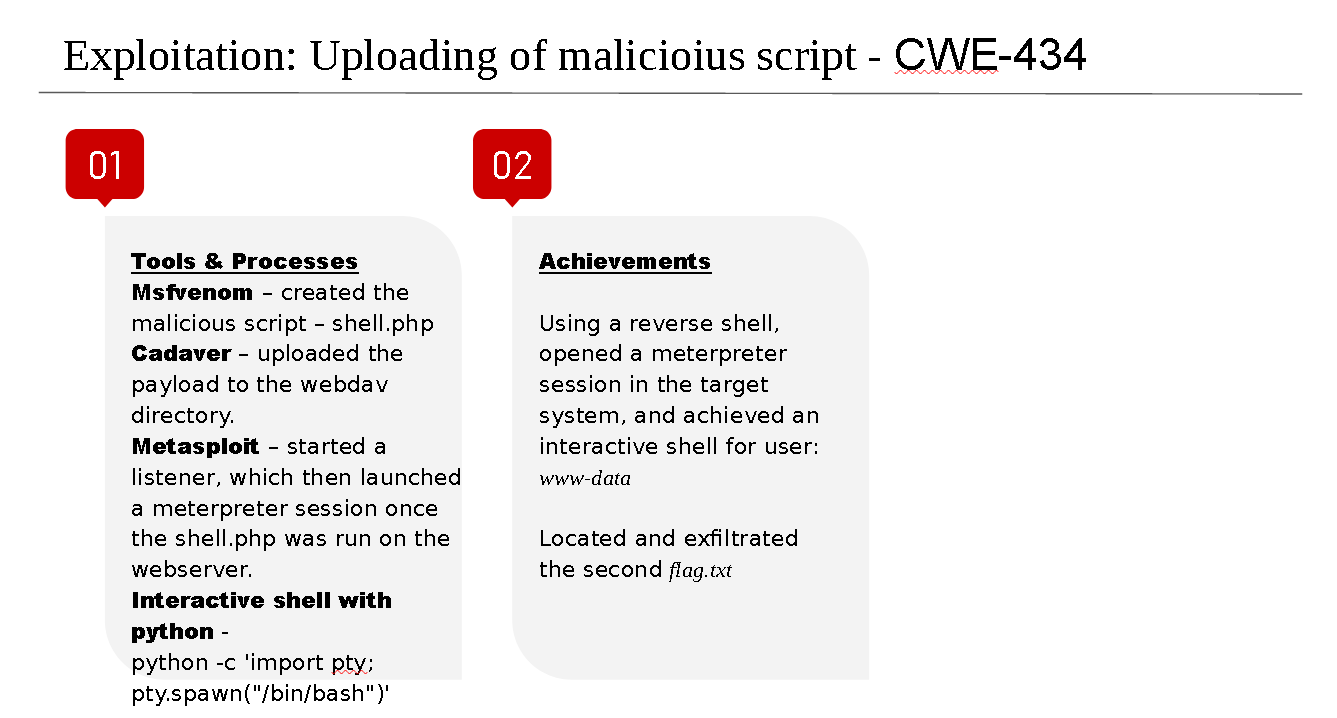 Exploitation: Uploading of malicioius script - CWE-434
01
Tools & Processes
Msfvenom – created the
malicious script – shell.php
Cadaver – uploaded the
payload to the webdav
directory.
Metasploit – started a
listener, which then launched
a meterpreter session once
the shell.php was run on the
webserver.
Interactive shell with
python -
python -c 'import pty;
pty.spawn("/bin/bash")'
02
Achievements
Using a reverse shell,
opened a meterpreter
session in the target
system, and achieved an
interactive shell for user:
www-data
Located and exfiltrated
the second flag.txt